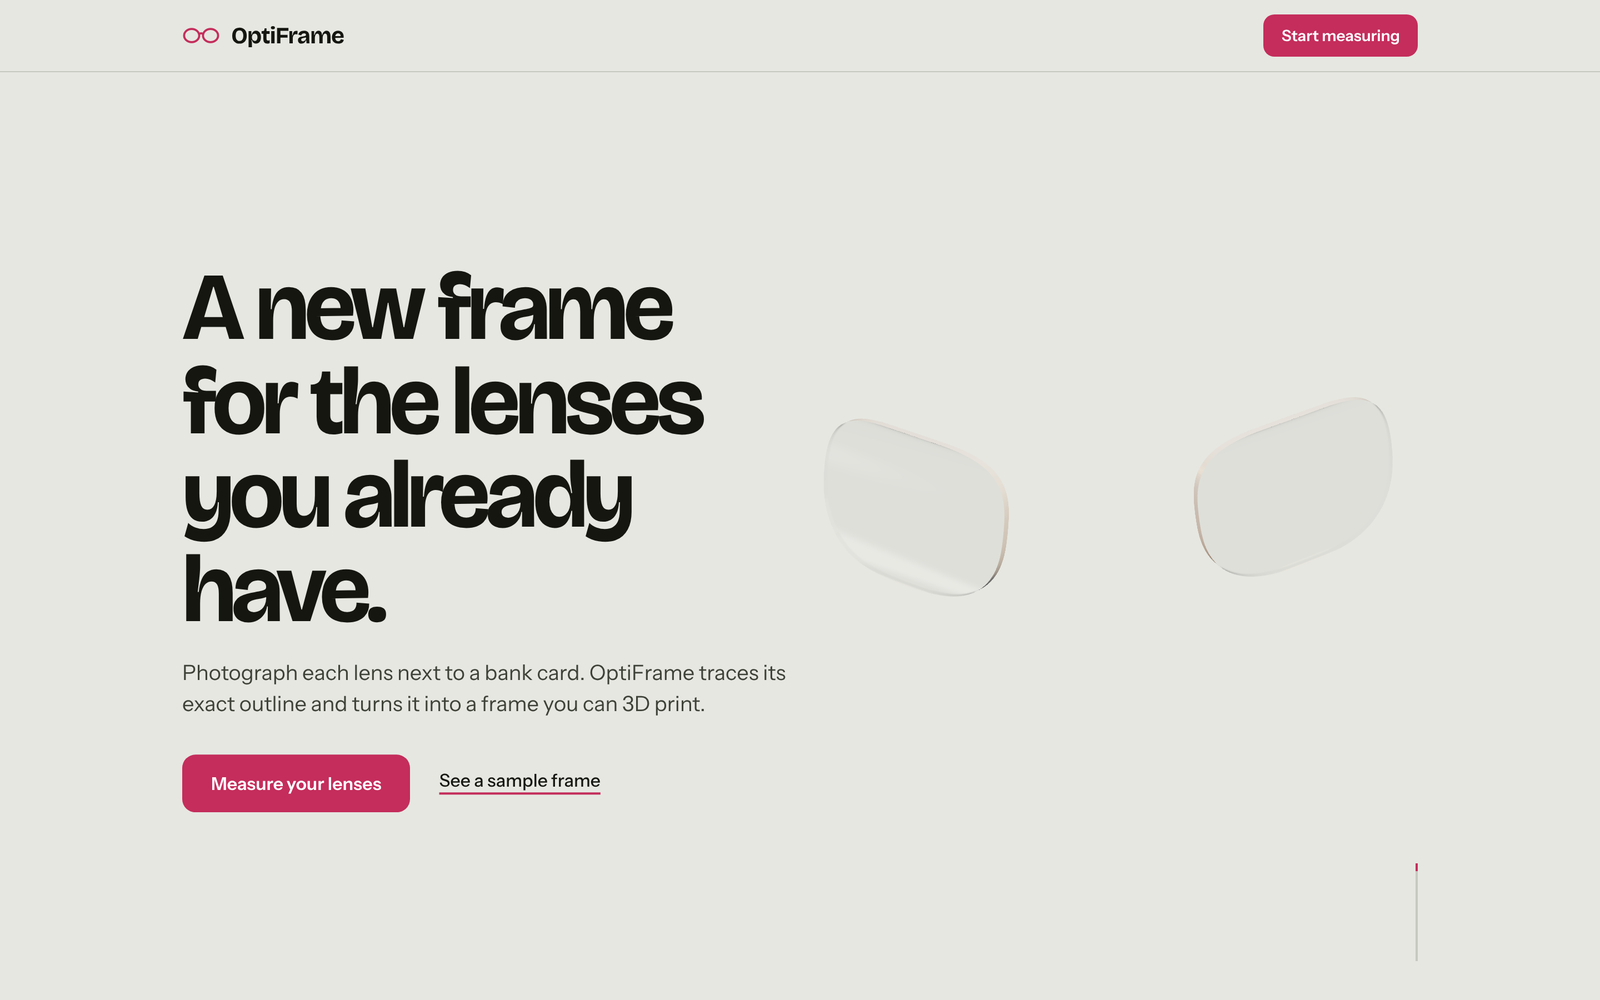 OptiFrame
Start measuring
A new frame
for the lenses
you already
have.
Photograph each lens next to a bank card. OptiFrame traces its
exact outline and turns it into a frame you can 3D print.
Measure your lenses
See a sample frame